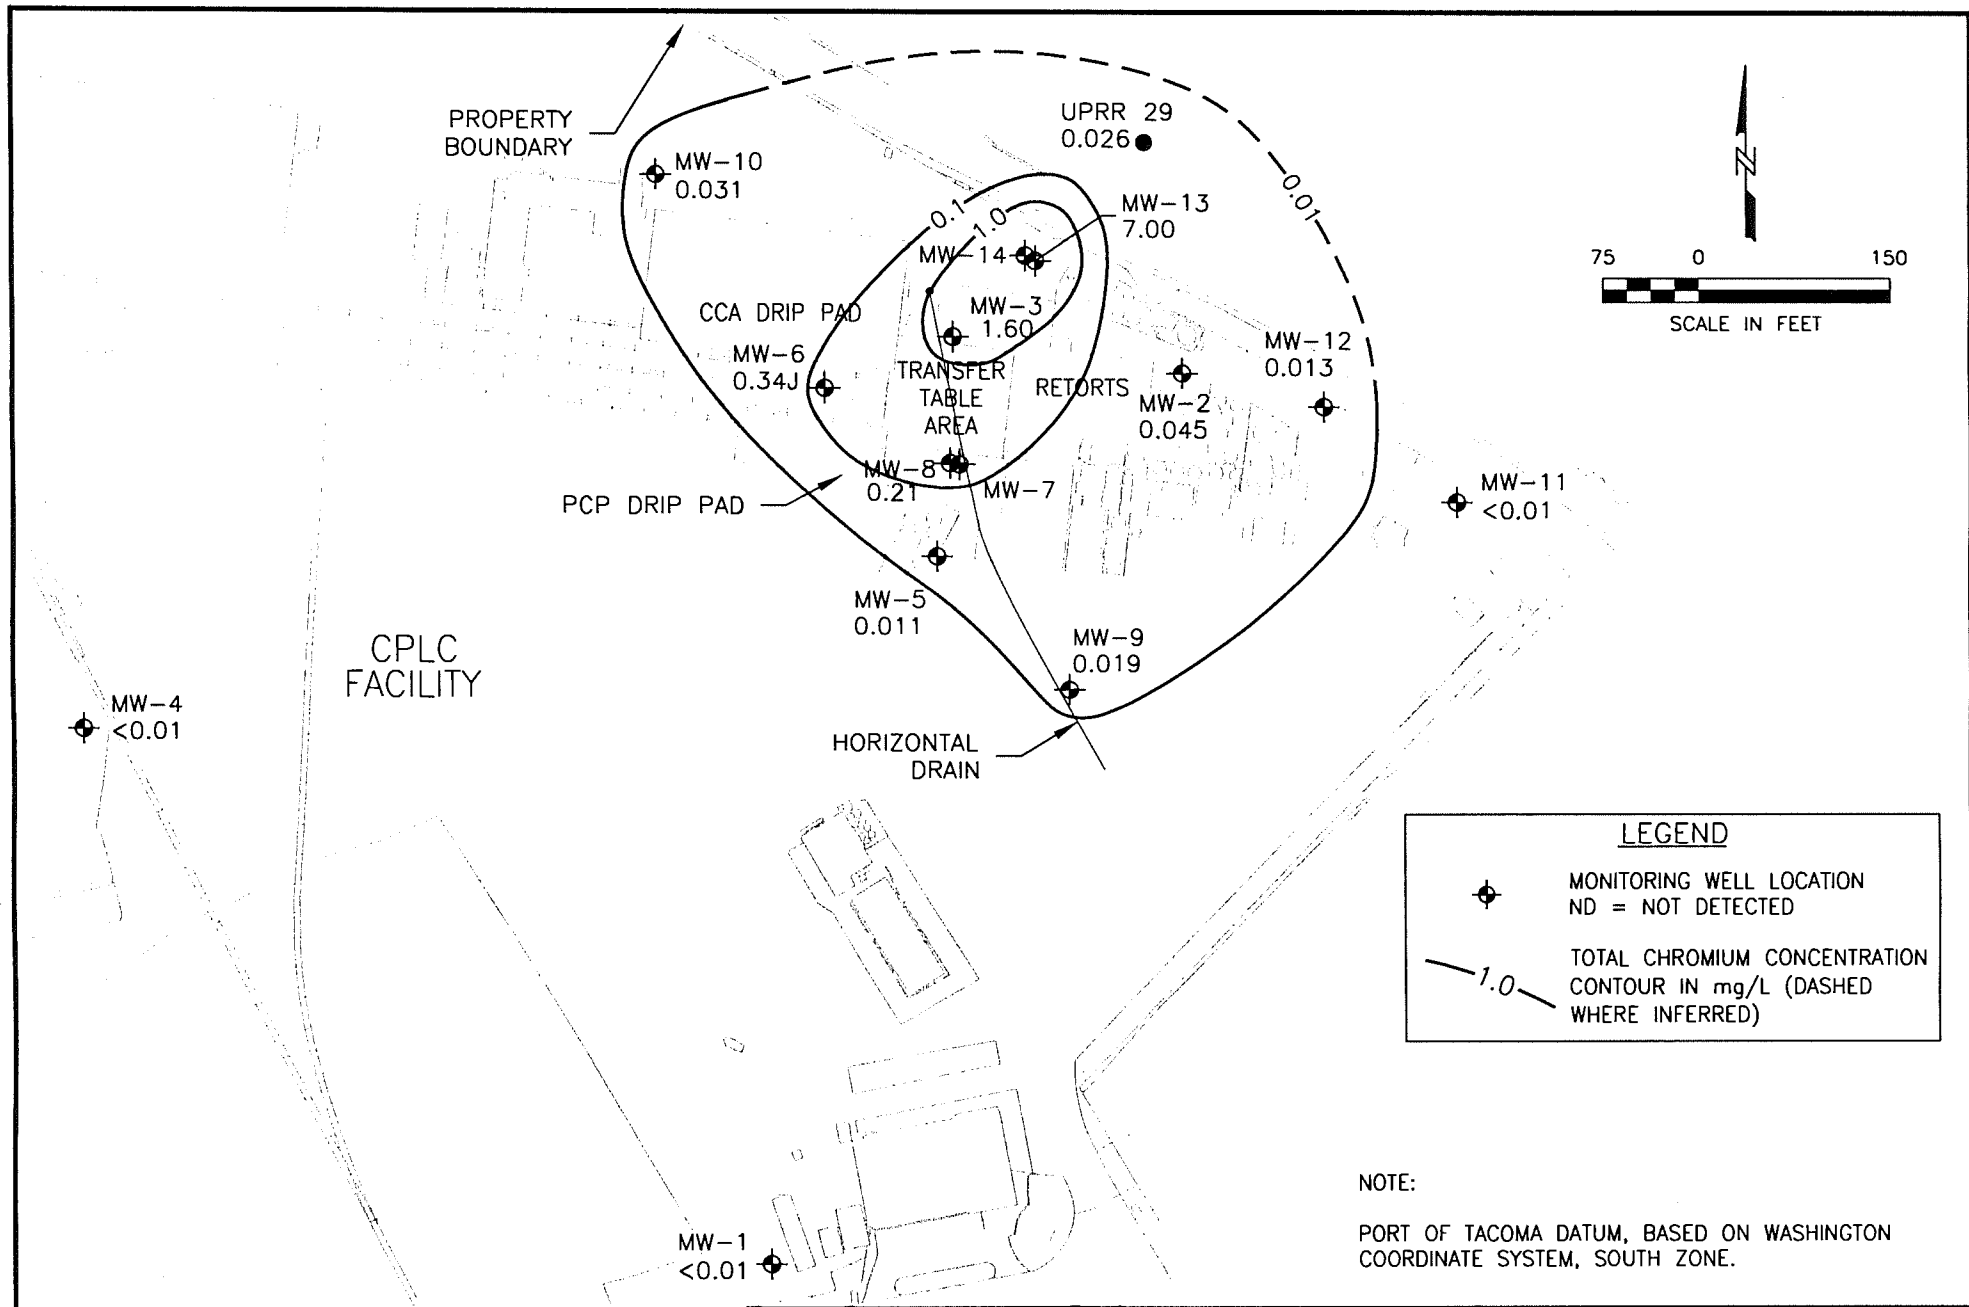 PROPERTY
BOUNDARY
UPRR 29
0.026
MW-10
0.031
0.01
0.1
1.0
MW-13
7.00
MW-14
N
75 0 150
SCALE IN FEET
CCA DRIP PAD
MW-3
1.60
MW-6
0.34J
TRANSFER
TABLE
AREA
RETORTS
MW-12
0.013
MW-2
0.045
MW-8
0.21
MW-7
PCP DRIP PAD
MW-11
<0.01
MW-5
0.011
MW-9
0.019
CPLC
FACILITY
MW-4
<0.01
HORIZONTAL
DRAIN
LEGEND
MONITORING WELL LOCATION
ND = NOT DETECTED
1.0
TOTAL CHROMIUM CONCENTRATION
CONTOUR IN mg/L (DASHED
WHERE INFERRED)
MW-1
<0.01
NOTE:
PORT OF TACOMA DATUM, BASED ON WASHINGTON
COORDINATE SYSTEM, SOUTH ZONE.